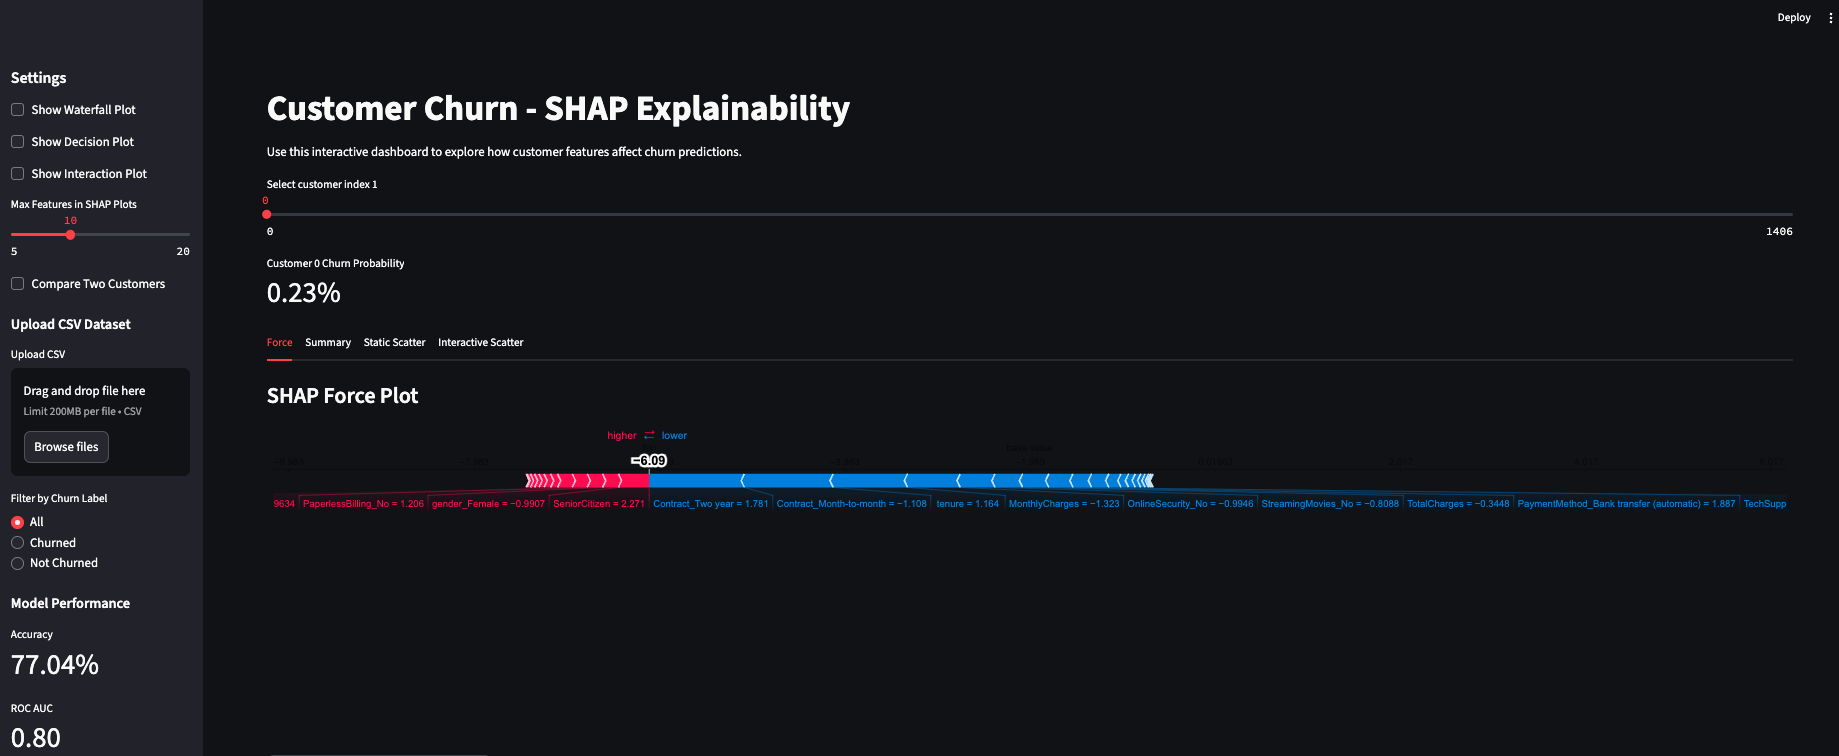 Deploy
Settings
Show Waterfall Plot
Show Decision Plot
Show Interaction Plot
Max Features in SHAP Plots
10
5 20
Compare Two Customers
Upload CSV Dataset
Upload CSV
Drag and drop file here
Limit 200MB per file • CSV
Browse files
Filter by Churn Label
All
Churned
Not Churned
Model Performance
Accuracy
77.04%
ROC AUC
0.80
Customer Churn - SHAP Explainability
Use this interactive dashboard to explore how customer features affect churn predictions.
Select customer index 1
0
0 1406
Customer 0 Churn Probability
0.23%
Force Summary Static Scatter Interactive Scatter
SHAP Force Plot
higher ⇄ lower
base value
−6.09
9634 PaperlessBilling_No = 1.206 gender_Female = −0.9907 SeniorCitizen = 2.271 Contract_Two year = 1.781 Contract_Month-to-month = −1.108 tenure = 1.164 MonthlyCharges = −1.323 OnlineSecurity_No = −0.9946 StreamingMovies_No = −0.8088 TotalCharges = −0.3448 PaymentMethod_Bank transfer (automatic) = 1.887 TechSupp